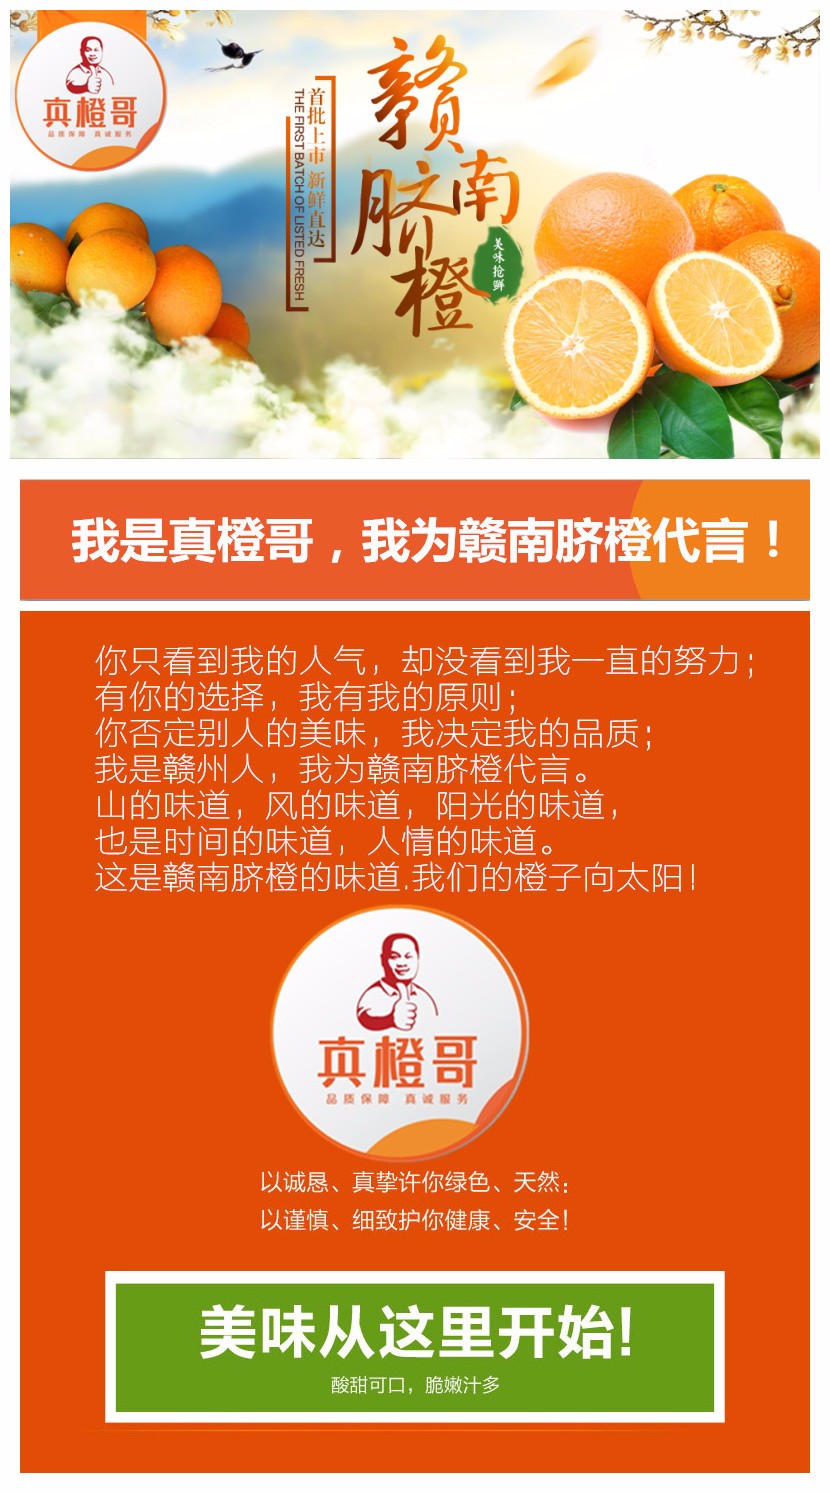 真橙哥
品质保障 真诚服务
首批上市 新鲜直达
THE FIRST BATCH OF LISTED FRESH
赣南脐橙
美味抢鲜
我是真橙哥，我为赣南脐橙代言！
你只看到我的人气，却没看到我一直的努力；
有你的选择，我有我的原则；
你否定别人的美味，我决定我的品质；
我是赣州人，我为赣南脐橙代言。
山的味道，风的味道，阳光的味道，
也是时间的味道，人情的味道。
这是赣南脐橙的味道.我们的橙子向太阳！
真橙哥
品质保障 真诚服务
以诚恳、真挚许你绿色、天然；
以谨慎、细致护你健康、安全！
美味从这里开始!
酸甜可口，脆嫩汁多